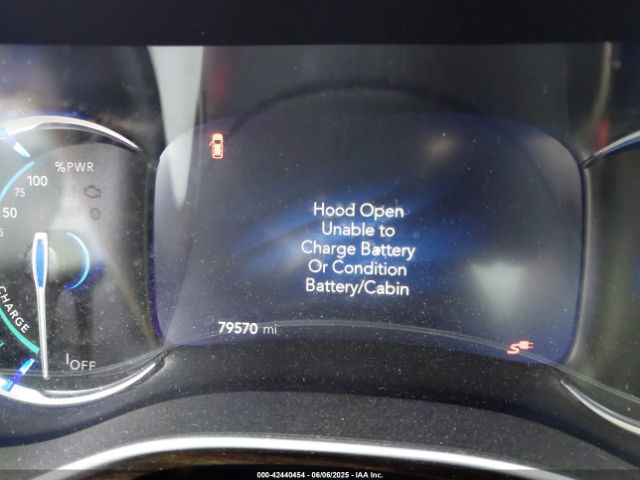 %PWR
100
75
50
CHARGE
OFF
Hood Open
Unable to
Charge Battery
Or Condition
Battery/Cabin
79570 mi
000-42440454 - 06/06/2025 - IAA Inc.